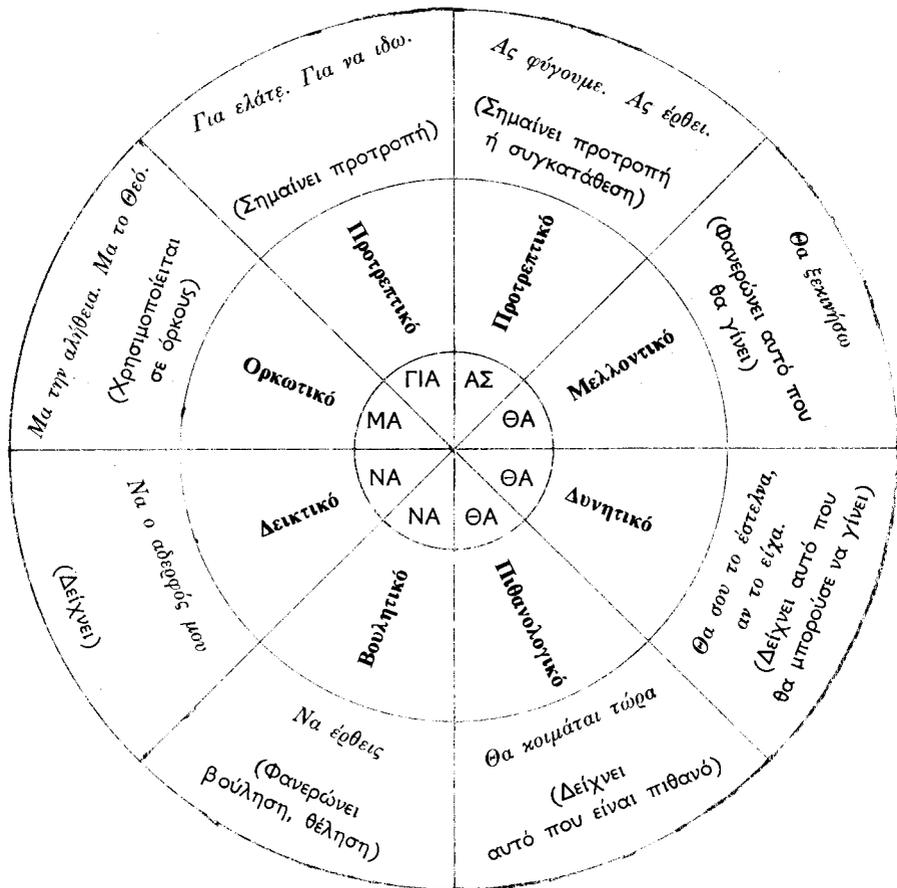 Για ελάτε. Για να ιδω.
(Σημαίνει προτροπή)
Προτρεπτικό
ΓΙΑ
Ας φύγουμε. Ας έρθει.
(Σημαίνει προτροπή
ή συγκατάθεση)
Προτρεπτικό
ΑΣ
Θα ξεκινήσω
(Φανερώνει αυτό που
θα γίνει)
Μελλοντικό
ΘΑ
Θα σου το έστελνα,
αν το είχα.
(Δείχνει αυτό που
θα μπορούσε να γίνει)
Δυνητικό
ΘΑ
Θα κοιμάται τώρα
(Δείχνει
αυτό που είναι πιθανό)
Πιθανολογικό
ΘΑ
Να έρθεις
(Φανερώνει
βούληση, θέληση)
Βουλητικό
ΝΑ
Να ο αδερφός μου
(Δείχνει)
Δεικτικό
ΝΑ
Μα την αλήθεια. Μα το Θεό.
(Χρησιμοποίειται
σε όρκους)
Ορκωτικό
ΜΑ